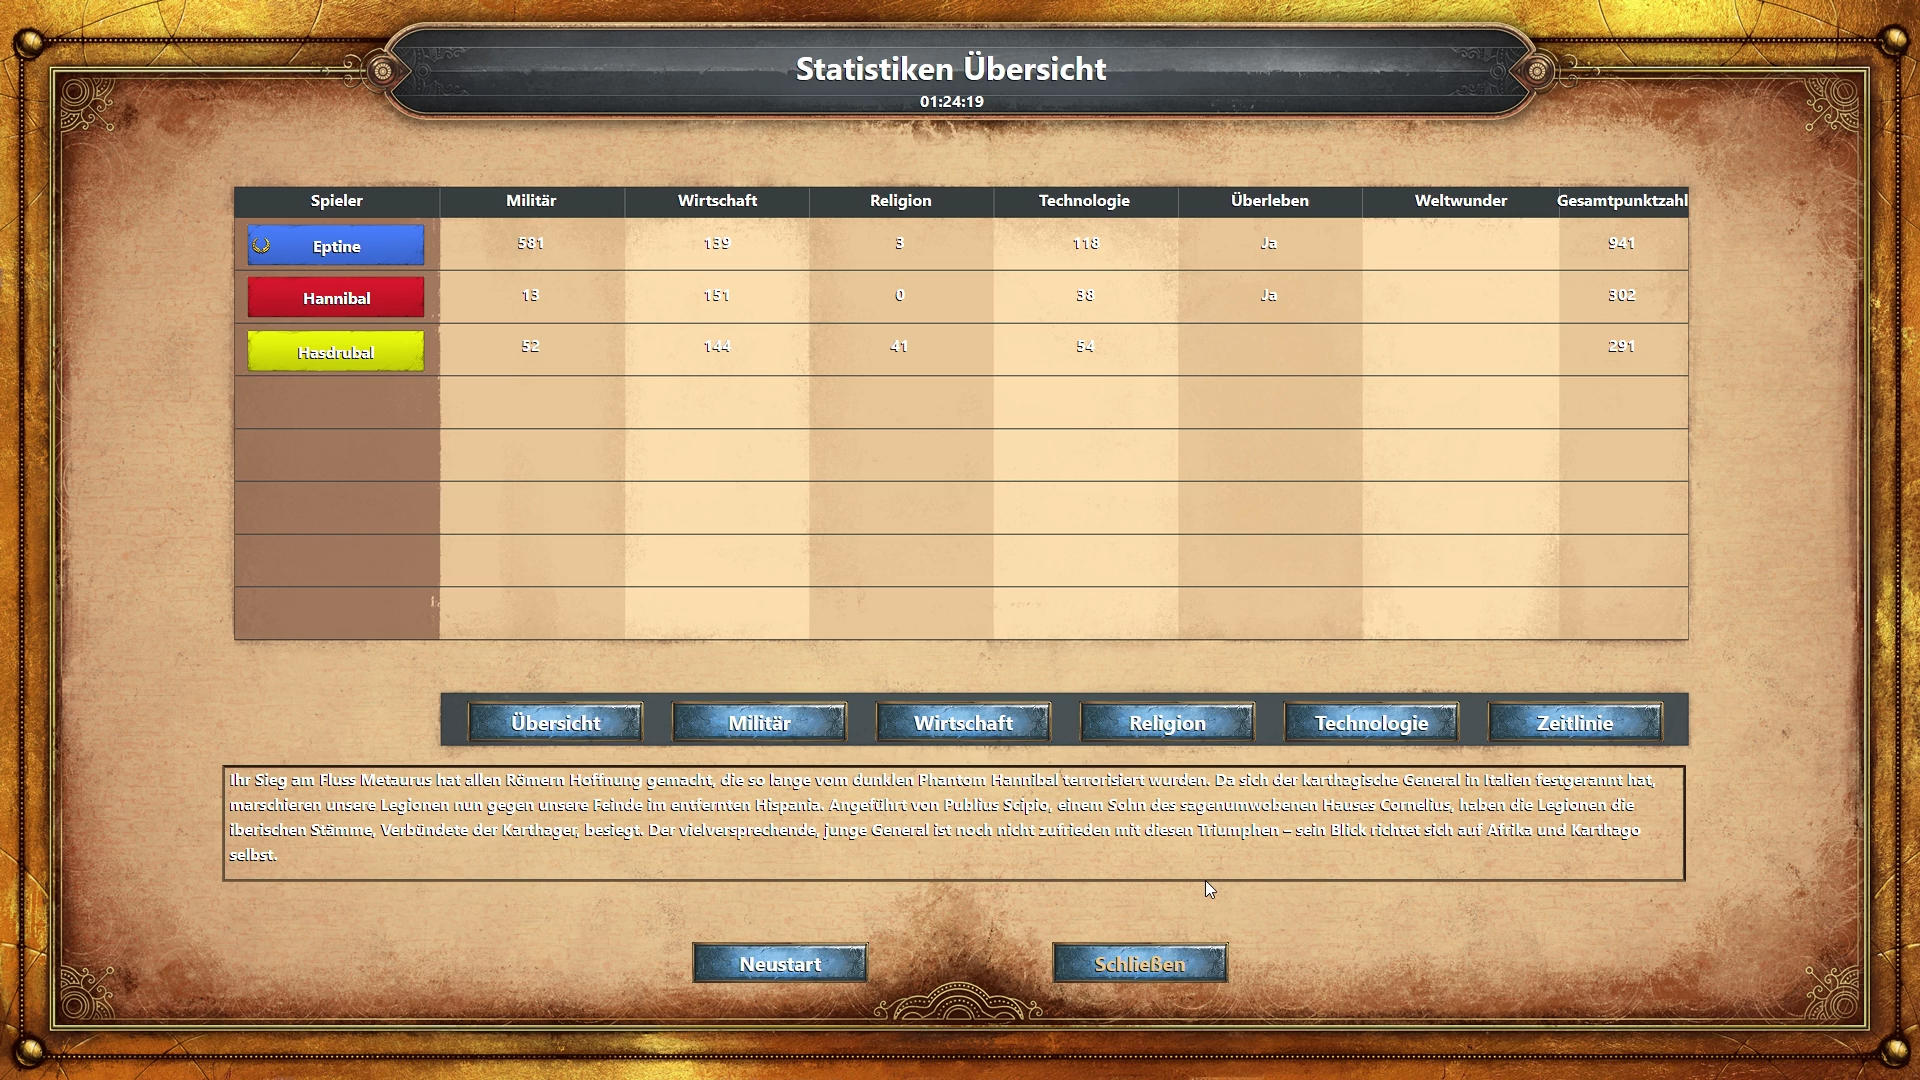 Statistiken Übersicht
01:24:19
Spieler Militär Wirtschaft Religion Technologie Überleben Weltwunder Gesamtpunktzahl
Eptine 581 139 3 118 Ja 941
Hannibal 13 151 0 38 Ja 302
Hasdrubal 52 144 41 54 291
Übersicht Militär Wirtschaft Religion Technologie Zeitlinie
Ihr Sieg am Fluss Metaurus hat allen Römern Hoffnung gemacht, die so lange vom dunklen Phantom Hannibal terrorisiert wurden. Da sich der karthagische General in Italien festgerannt hat,
marschieren unsere Legionen nun gegen unsere Feinde im entfernten Hispania. Angeführt von Publius Scipio, einem Sohn des sagenumwobenen Hauses Cornelius, haben die Legionen die
iberischen Stämme, Verbündete der Karthager, besiegt. Der vielversprechende, junge General ist noch nicht zufrieden mit diesen Triumphen – sein Blick richtet sich auf Afrika und Karthago
selbst.
Neustart Schließen